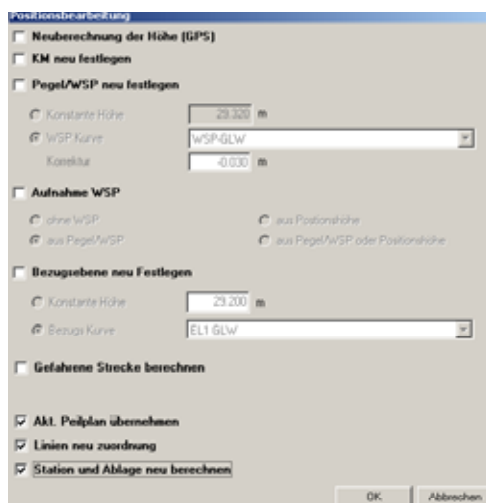 Positionsbearbeitung
Neuberechnung der Höhe (GPS)
KM neu festlegen
Pegel/WSP neu festlegen
Konstante Höhe 29.320 m
WSP Kurve WSP-GLW
Korrektur -0.030 m
Aufnahme WSP
ohne WSP aus Postionshöhe
aus Pegel/WSP aus Pegel/WSP oder Positionshöhe
Bezugsebene neu Festlegen
Konstante Höhe 29.200 m
Bezugs Kurve EL1 GLW
Gefahrene Strecke berechnen
Akt. Peilplan übernehmen
Linien neu zuordnung
Station und Ablage neu berechnen
OK Abbrechen